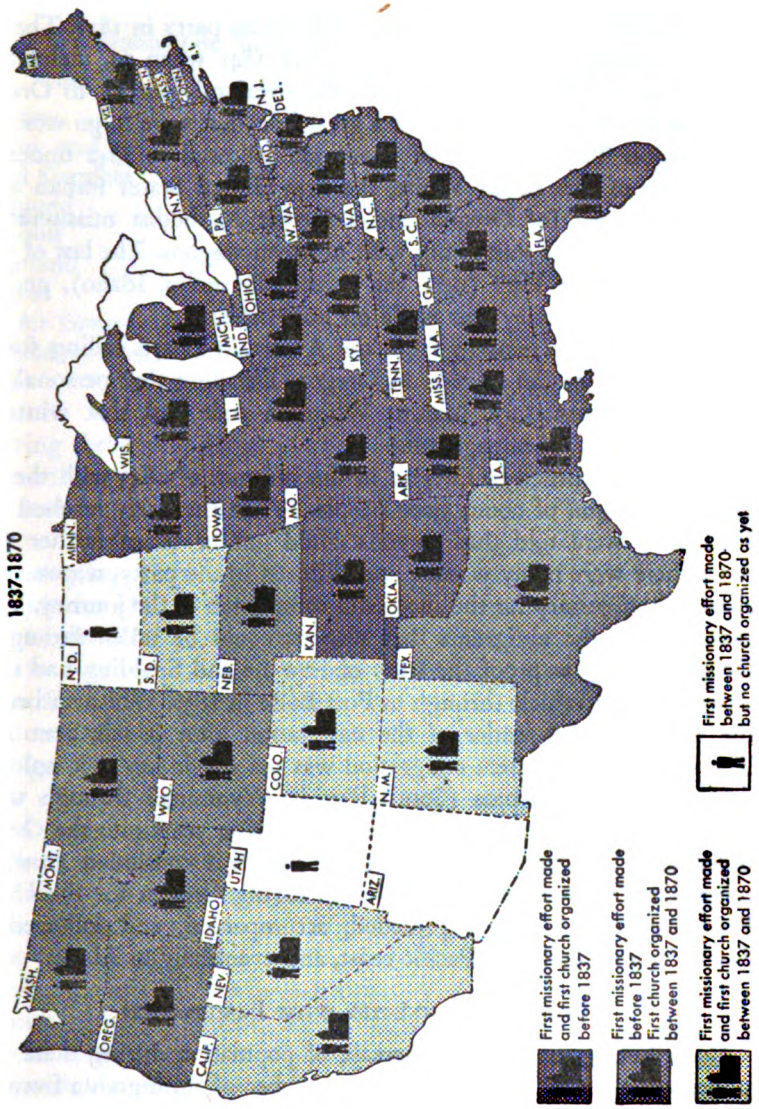 1837-1870
WASH.
OREG.
CALIF.
NEV.
IDAHO
MONT.
WYO.
UTAH
ARIZ.
COLO.
N. M.
N. D.
S. D.
NEB.
KAN.
OKLA.
TEX.
MINN.
IOWA
MO.
ARK.
LA.
WIS.
ILL.
MICH.
IND.
OHIO
KY.
TENN.
MISS.
ALA.
GA.
FLA.
S. C.
N.C.
VA.
W. VA.
PA.
N.Y.
MD.
DEL.
N.J.
CONN.
MASS.
N.H.
VT.
ME.
First missionary effort made
and first church organized
before 1837
First missionary effort made
before 1837
First church organized
between 1837 and 1870
First missionary effort made
and first church organized
between 1837 and 1870
First missionary effort made
between 1837 and 1870
but no church organized as yet